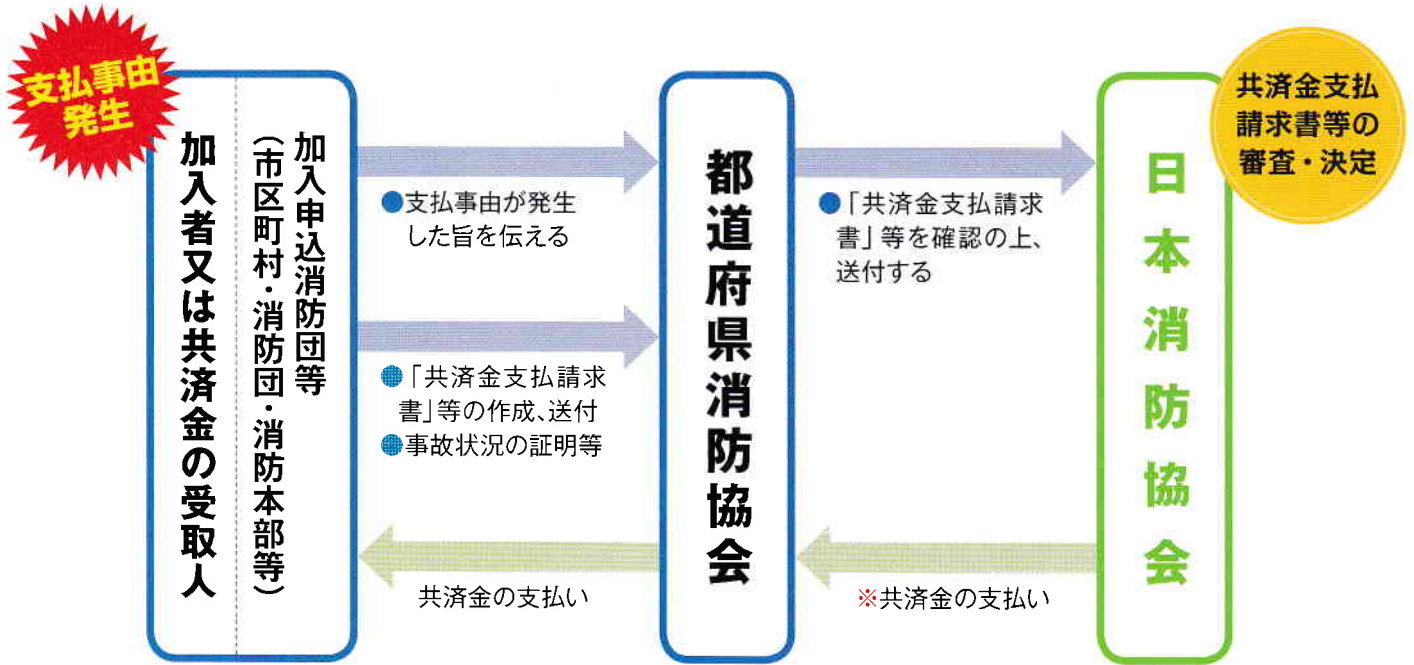 支払事由
発生
加入者又は共済金の受取人
加入申込消防団等
（市区町村・消防団・消防本部等）
●支払事由が発生
した旨を伝える
●「共済金支払請求
書」等の作成、送付
●事故状況の証明等
共済金の支払い
都道府県消防協会
●「共済金支払請求
書」等を確認の上、
送付する
※共済金の支払い
日本消防協会
共済金支払
請求書等の
審査・決定